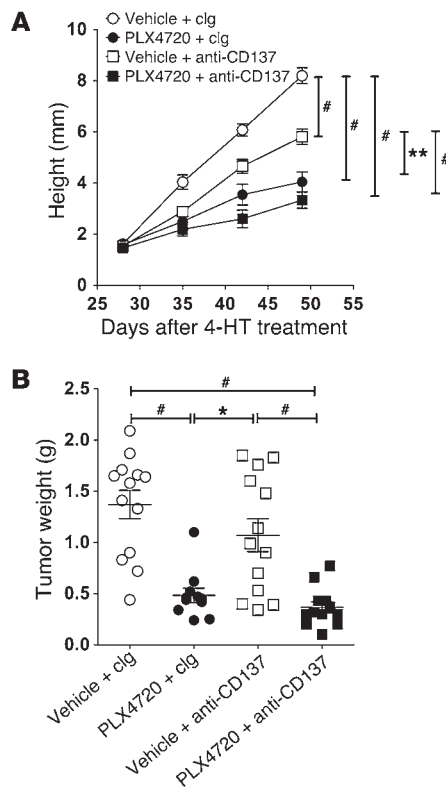 A
Vehicle + cIg
PLX4720 + cIg
Vehicle + anti-CD137
PLX4720 + anti-CD137
Height (mm)
10
8
6
4
2
0
#
#
#
**
#
25 30 35 40 45 50 55
Days after 4-HT treatment
B
Tumor weight (g)
2.5
2.0
1.5
1.0
0.5
0.0
#
# * #
Vehicle + cIg
PLX4720 + cIg
Vehicle + anti-CD137
PLX4720 + anti-CD137